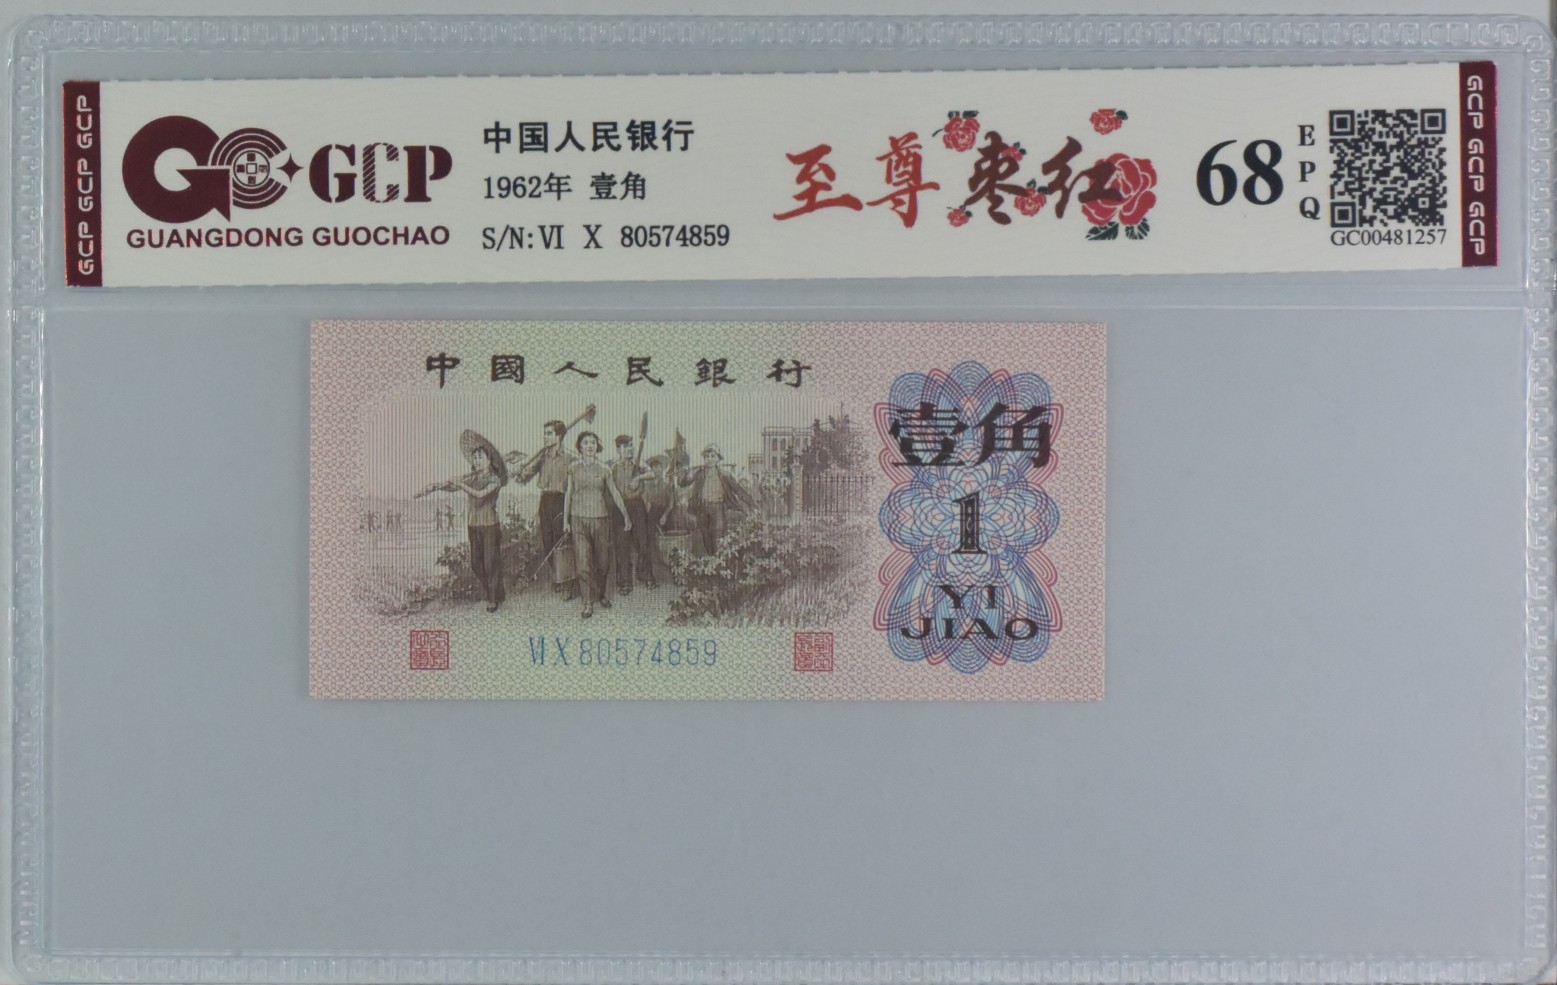 GCP GCP GCP
GCP
GUANGDONG GUOCHAO
中国人民银行
1962年 壹角
S/N:VI X 80574859
至尊枣红
68
EPQ
GC00481257
GCP GCP GCP
中國人民銀行
壹角
1
YI
JIAO
VI X 80574859